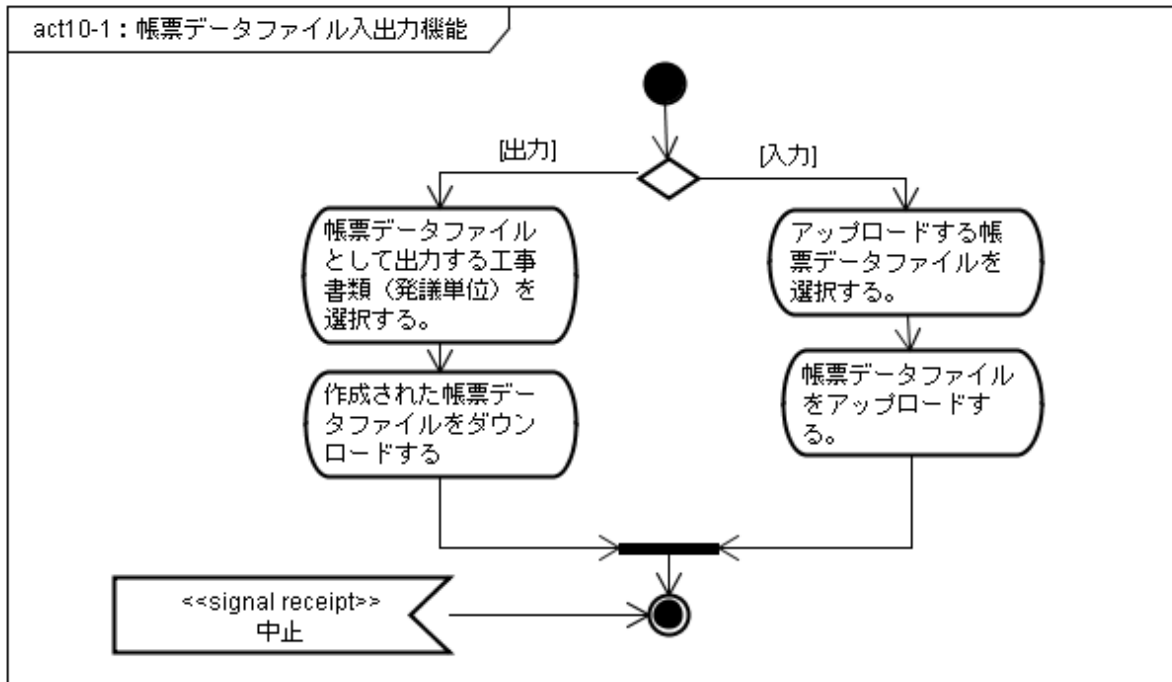 act10-1：帳票データファイル入出力機能
[出力]
[入力]
帳票データファイル
として出力する工事
書類（発議単位）を
選択する。
アップロードする帳
票データファイルを
選択する。
作成された帳票デー
タファイルをダウン
ロードする
帳票データファイル
をアップロードす
る。
<<signal receipt>>
中止